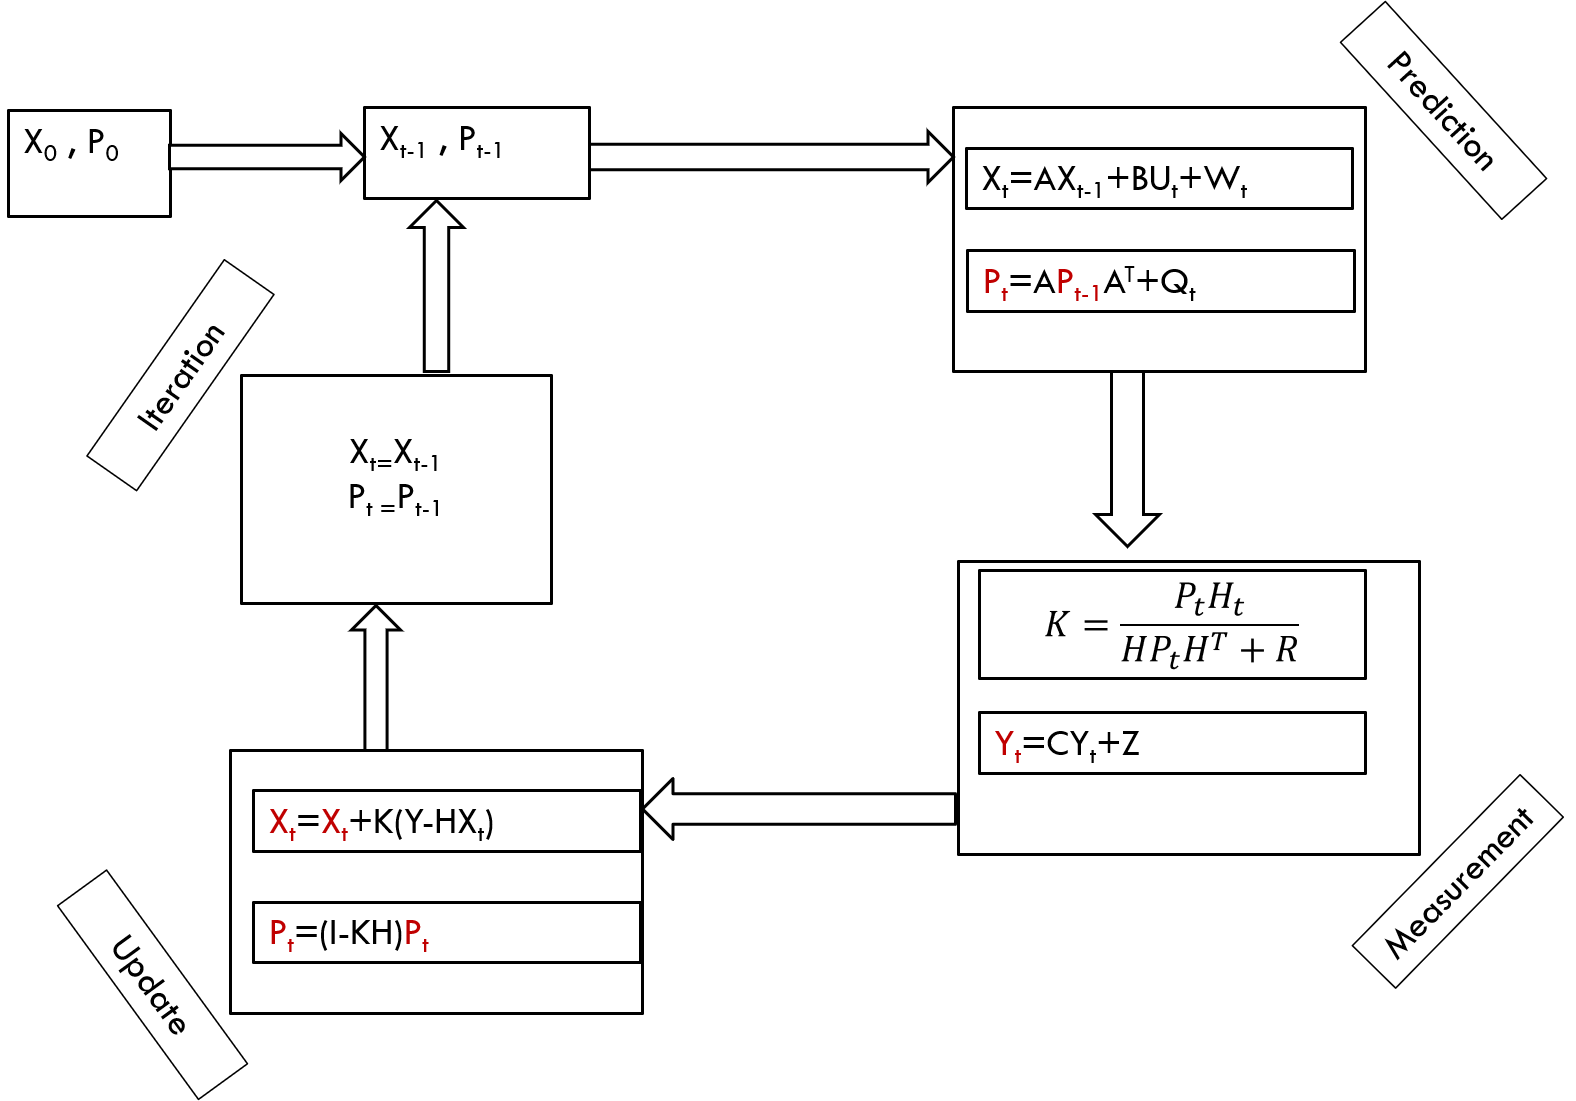 X₀ , P₀
Xₜ₋₁ , Pₜ₋₁
Prediction
Xₜ=AXₜ₋₁+BUₜ+Wₜ
Pₜ=APₜ₋₁Aᵀ+Qₜ
Iteration
Xₜ₌Xₜ₋₁
Pₜ ₌Pₜ₋₁
K = PₜHₜ / HPₜHᵀ + R
Yₜ=CYₜ+Z
Measurement
Xₜ=Xₜ+K(Y-HXₜ)
Pₜ=(I-KH)Pₜ
Update